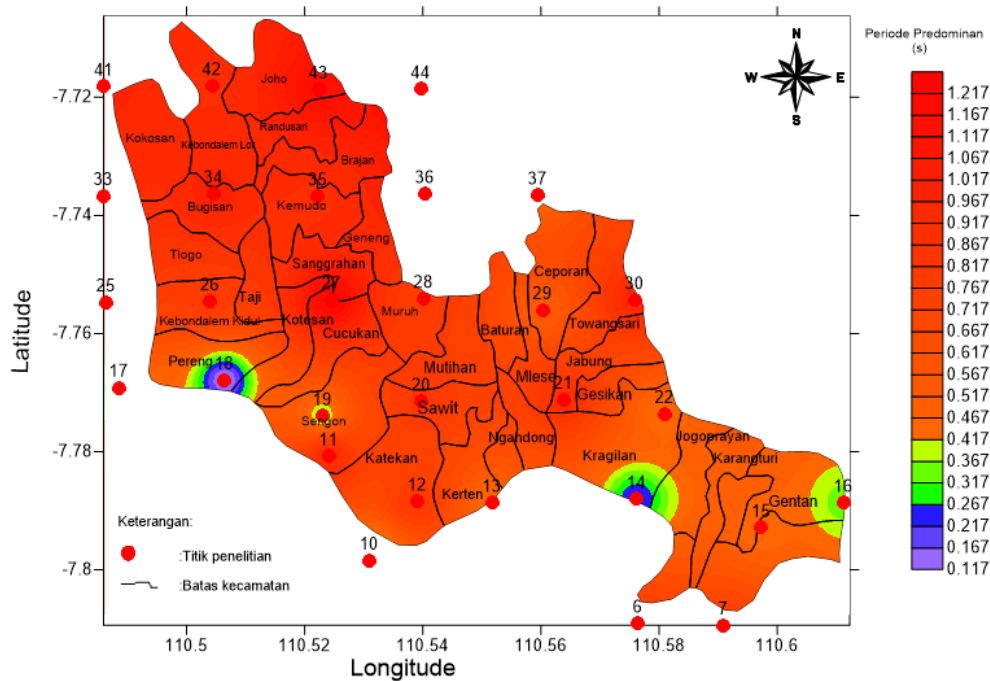 N
W E
S
Periode Predominan
(s)
41
42
43
44
Joho
-7.72
Kokosan
Kebondalem Lor
Randusari
Brajan
33
34
35
36
37
Bugisan
Kemudo
-7.74
Geneng
Tlogo
Sanggrahan
Ceporan
25
26
27
28
29
30
Taji
Kebondalem Kidul
Kotesan
Cucukan
Muruh
Baturan
Towangsari
-7.76
Latitude
17
Pereng
18
Mutihan
Mlese
Jabung
19
20
21
Gesikan
22
Sengon
Sawit
11
Katekan
Ngahdong
Kragilan
Jogoprayan
Karangturi
-7.78
12
Kerten
13
14
15
Gentan
16
Keterangan:
:Titik penelitian
:Batas kecamatan
10
-7.8
6
7
110.5
110.52
110.54
110.56
110.58
110.6
Longitude
1.217
1.167
1.117
1.067
1.017
0.967
0.917
0.867
0.817
0.767
0.717
0.667
0.617
0.567
0.517
0.467
0.417
0.367
0.317
0.267
0.217
0.167
0.117